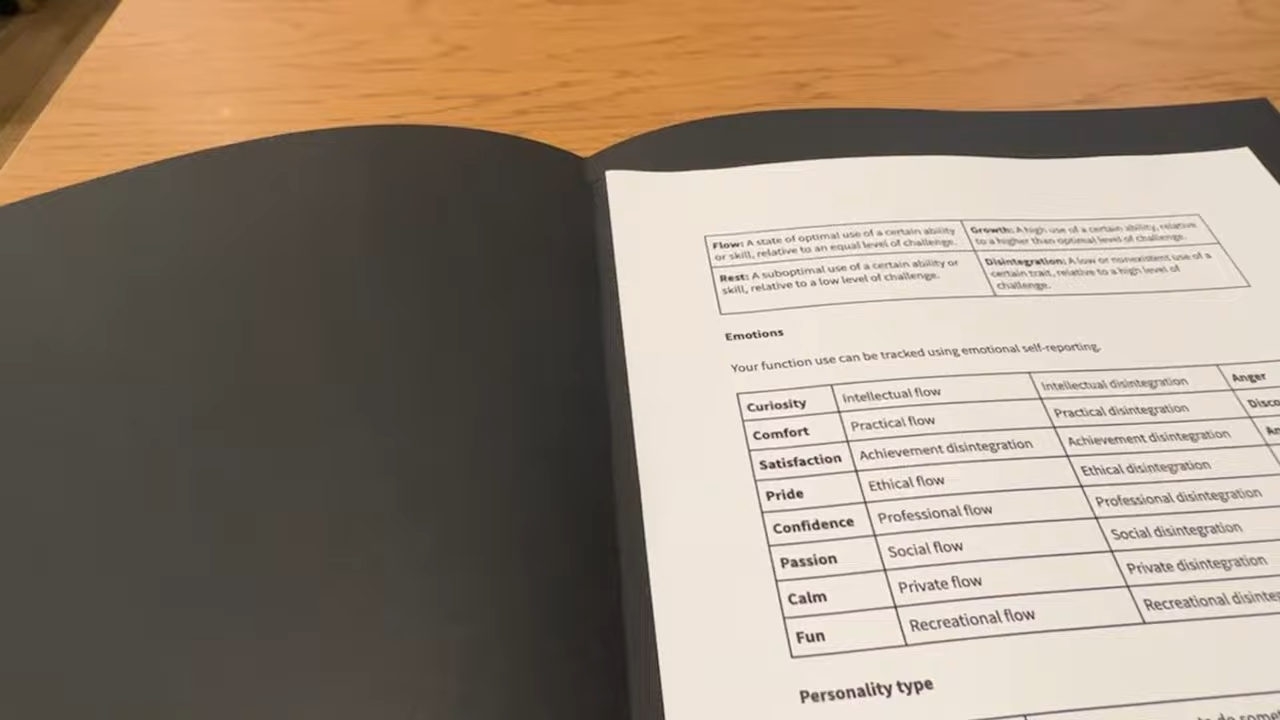 Flow: A state of optimal use of a certain ability
or skill, relative to an equal level of challenge.
Growth: A high use of a certain ability, relative
to a higher than optimal level of challenge.
Rest: A suboptimal use of a certain ability or
skill, relative to a low level of challenge.
Disintegration: A low or nonexistent use of a
certain trait, relative to a high level of
challenge.
Emotions
Your function use can be tracked using emotional self-reporting.
Curiosity Intellectual flow Intellectual disintegration Anger
Comfort Practical flow Practical disintegration Disco
Satisfaction Achievement disintegration Achievement disintegration An
Pride Ethical flow Ethical disintegration
Confidence Professional flow Professional disintegration
Passion Social flow Social disintegration
Calm Private flow Private disintegration
Fun Recreational flow Recreational disinte
Personality type